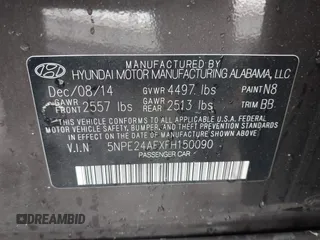 MANUFACTURED BY
HYUNDAI MOTOR MANUFACTURING ALABAMA, LLC
Dec/08/14 GVWR 4497 lbs PAINT N8
GAWR FRONT 2557 lbs GAWR REAR 2513 lbs TRIM BB
THIS VEHICLE CONFORMS TO ALL APPLICABLE U.S.A. FEDERAL
MOTOR VEHICLE SAFETY, BUMPER, AND THEFT PREVENTION
STANDARDS IN EFFECT ON THE DATE OF MANUFACTURE
SHOWN ABOVE.
V.I.N 5NPE24AFXFH150090
PASSENGER CAR
© DREAMBID DREAMBID.COM